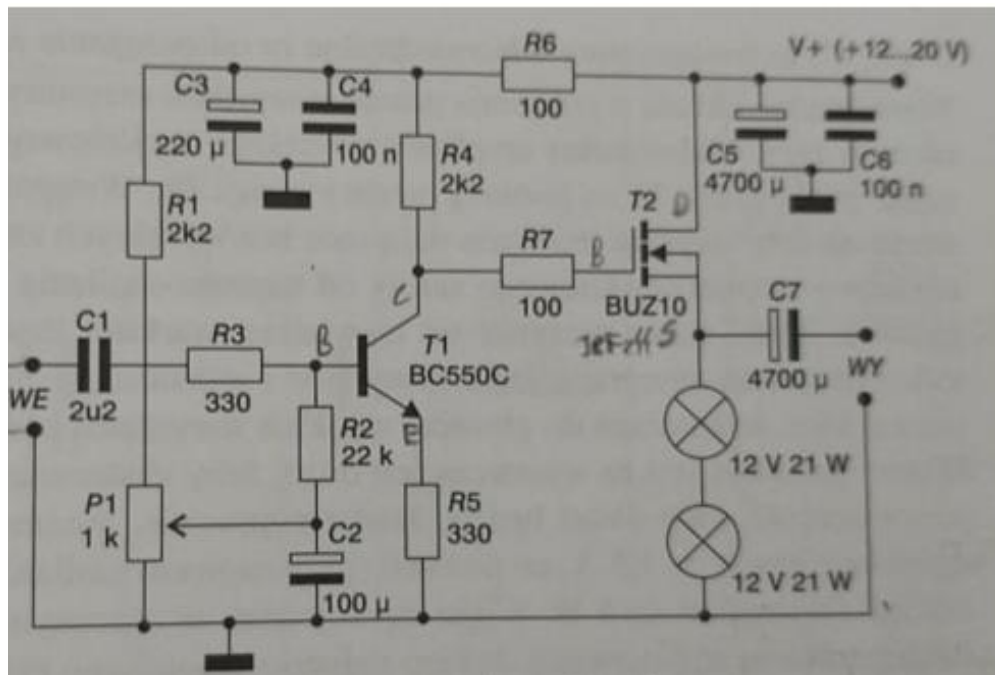 R6
V+ (+12...20 V)
C3
C4
100
220 µ
100 n
R4
2k2
C5
4700 µ
C6
100 n
R1
2k2
T2
D
R7
B
100
BUZ10
C
S
C7
4700 µ
WY
C1
R3
B
T1
BC550C
WE
2u2
330
R2
22 k
E
12 V 21 W
P1
1 k
C2
R5
330
12 V 21 W
100 µ